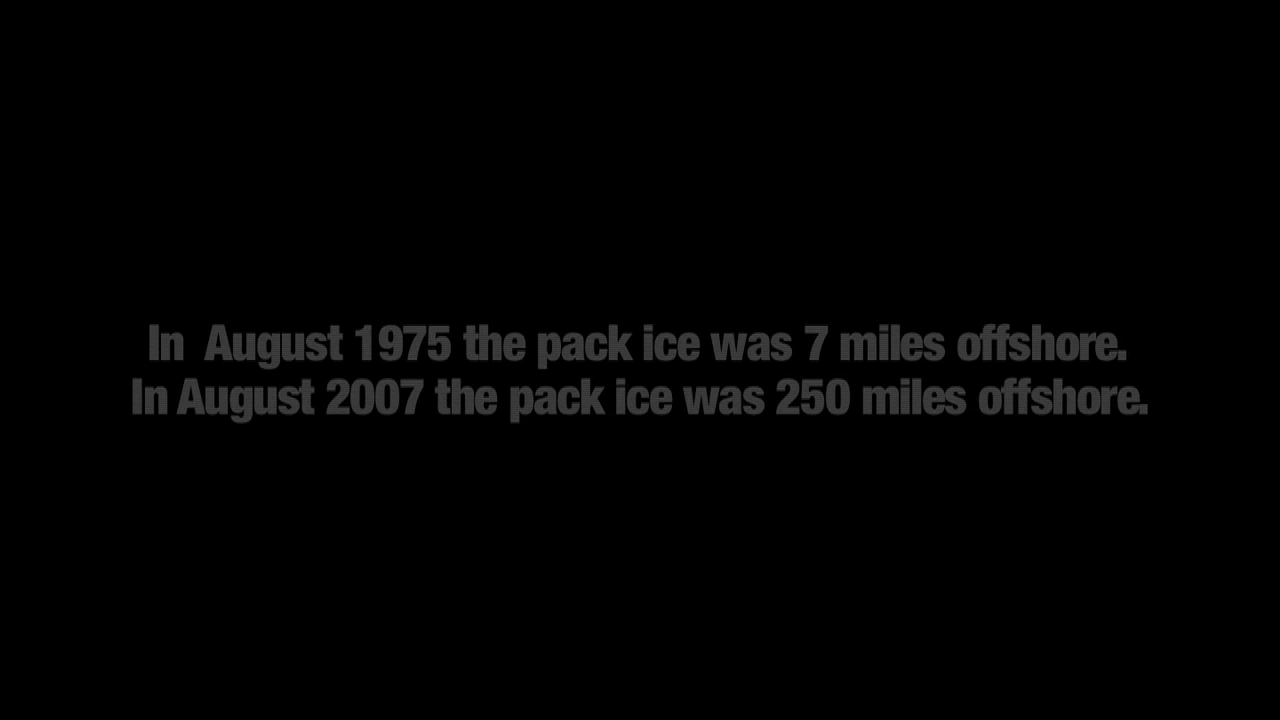 In  August 1975 the pack ice was 7 miles offshore.
In August 2007 the pack ice was 250 miles offshore.